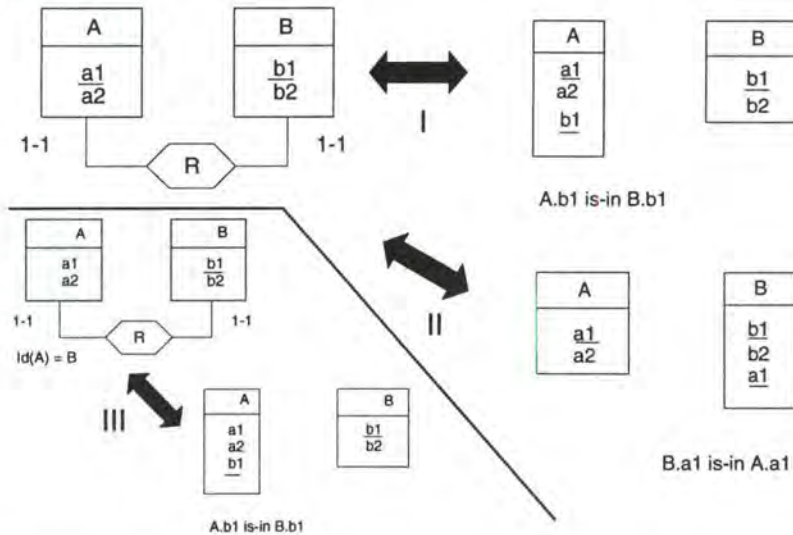 A
a1
a2
B
b1
b2
1-1
R
1-1
I
A
a1
a2
b1
B
b1
b2
A.b1 is-in B.b1
A
a1
a2
B
b1
b2
1-1
R
1-1
Id(A) = B
II
A
a1
a2
B
b1
b2
a1
B.a1 is-in A.a1
III
A
a1
a2
b1
B
b1
b2
A.b1 is-in B.b1